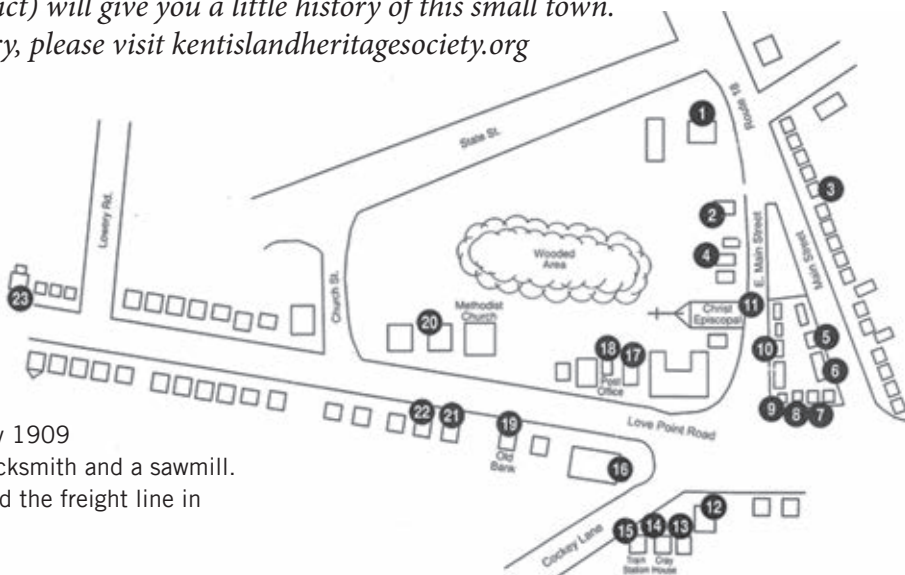 ict) will give you a little history of this small town.
ry, please visit kentislandheritagesociety.org
Route 18
1
State St.
3
Lowery Rd.
2
E. Main Street
4
Main Street
Wooded
Area
23
Church St.
11
Christ
Episcopal
Methodist
Church
20
5
10
18
17
6
Post
Office
9
8
7
22
21
19
Love Point Road
Old
Bank
16
y 1909
cksmith and a sawmill.
d the freight line in
12
15
14
13
Cockey Lane
Train
Station
Cray
House